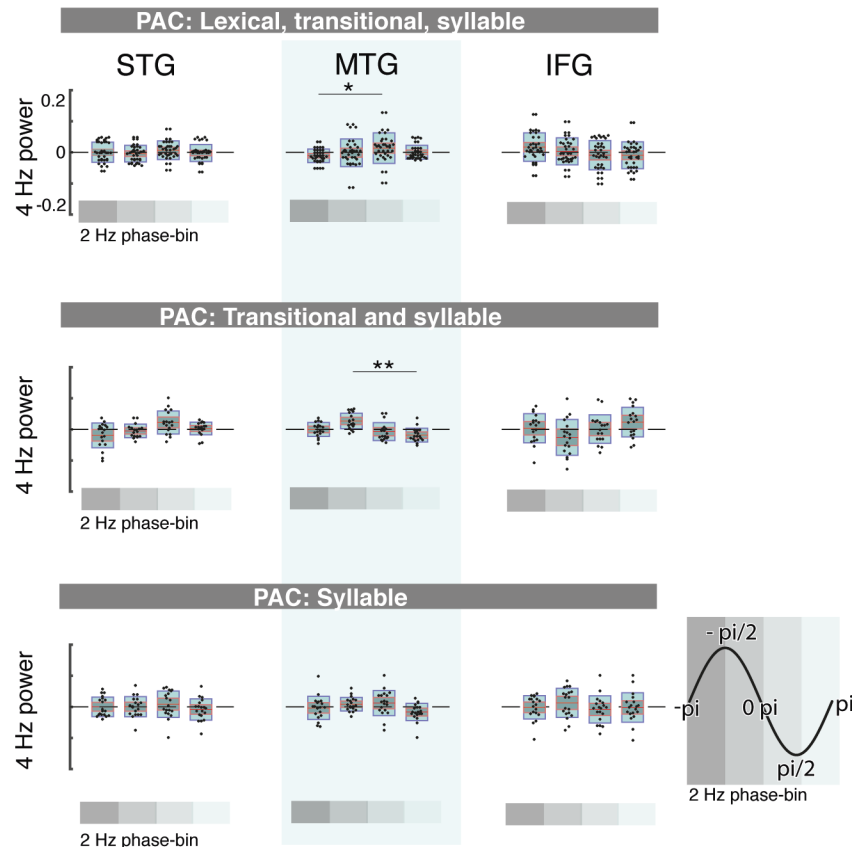 PAC: Lexical, transitional, syllable
STG MTG IFG
*
0.2
0
-0.2
4 Hz power
2 Hz phase-bin
PAC: Transitional and syllable
**
4 Hz power
2 Hz phase-bin
PAC: Syllable
4 Hz power
2 Hz phase-bin
- pi/2
-pi 0 pi pi
pi/2
2 Hz phase-bin